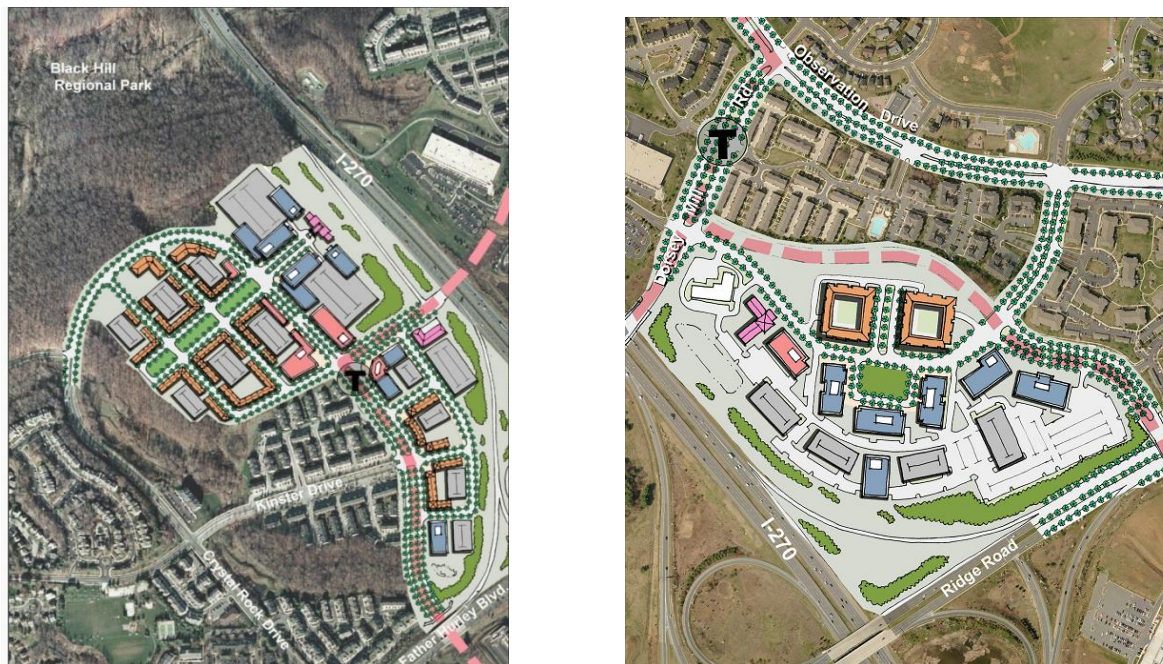 Black Hill
Regional Park
I-270
T
Kinster Drive
Crystal Rock Drive
Father Hurley Blvd
Observation Drive
Dorsey Mill Rd
T
I-270
Ridge Road